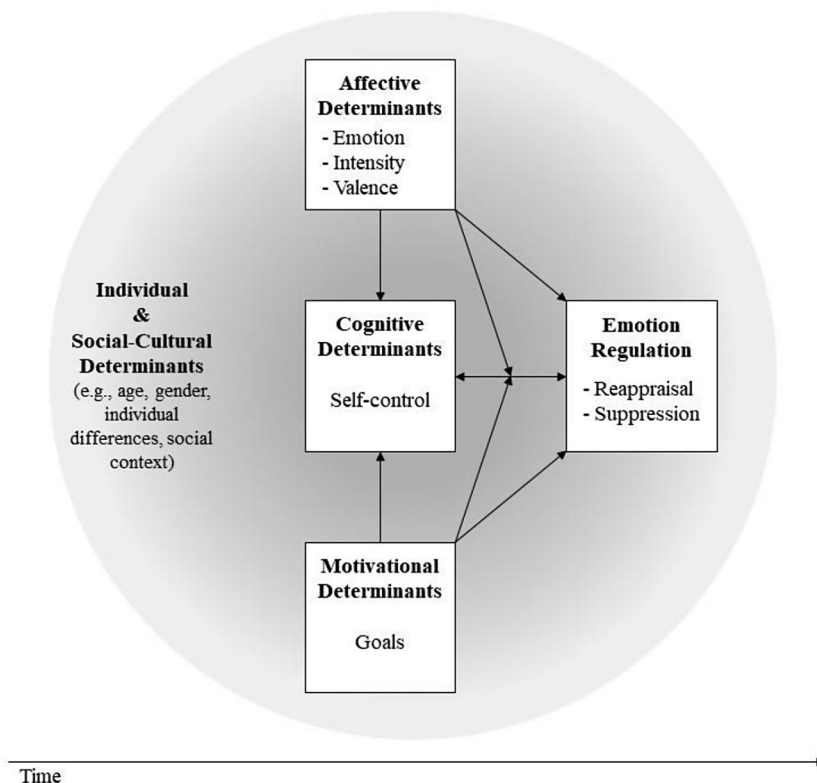 Affective
Determinants
- Emotion
- Intensity
- Valence
Individual
&
Social-Cultural
Determinants
(e.g., age, gender,
individual
differences, social
context)
Cognitive
Determinants
Self-control
Emotion
Regulation
- Reappraisal
- Suppression
Motivational
Determinants
Goals
Time